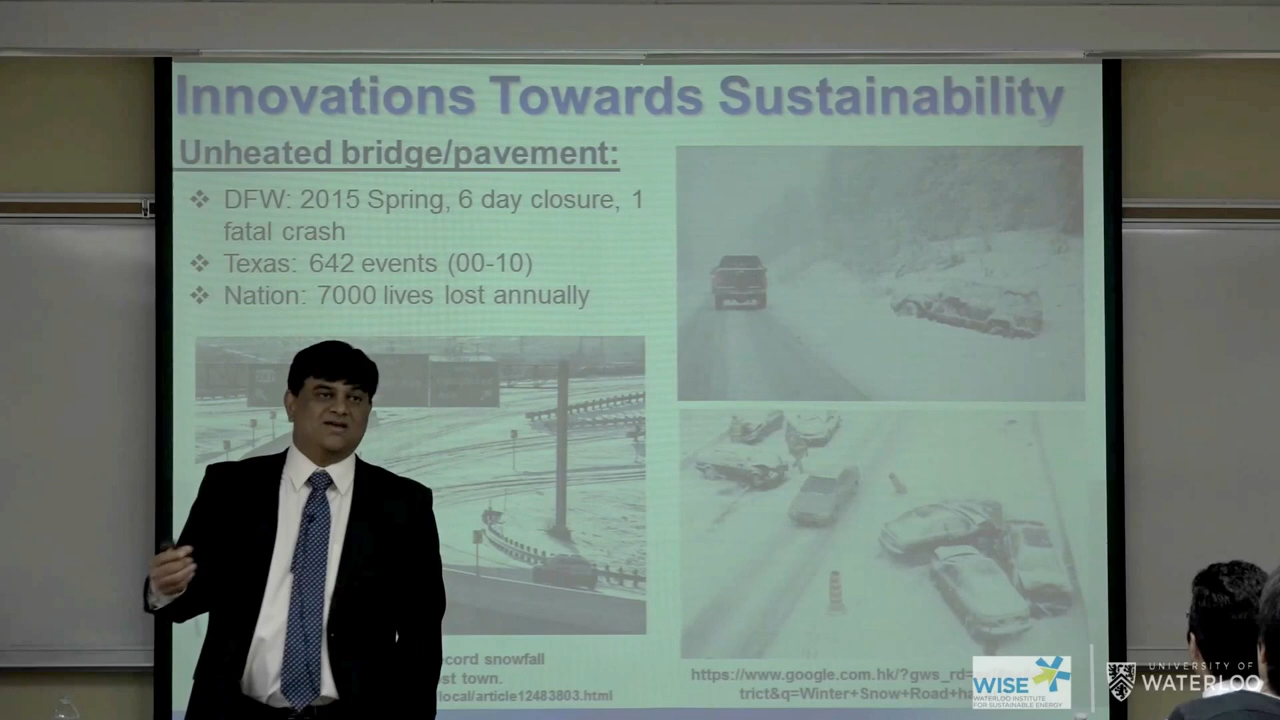 Innovations Towards Sustainability
Unheated bridge/pavement:
❖ DFW: 2015 Spring, 6 day closure, 1
fatal crash
❖ Texas: 642 events (00-10)
❖ Nation: 7000 lives lost annually
cord snowfall
st town.
local/article12483803.html
https://www.google.com.hk/?gws_rd=
trict&q=Winter+Snow+Road+ha
WISE
WATERLOO INSTITUTE
FOR SUSTAINABLE ENERGY
UNIVERSITY OF
WATERLOO